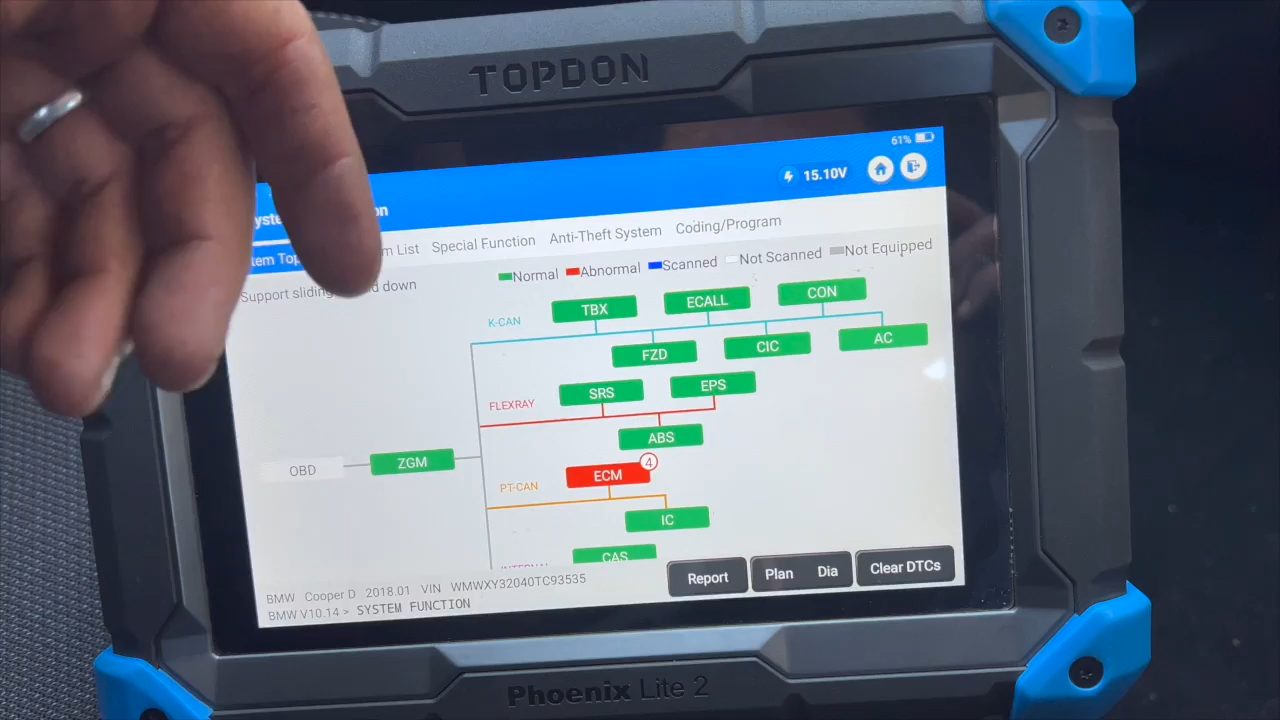 TOPDON
61%
15.10V
List Special Function Anti-Theft System Coding/Program
Normal Abnormal Scanned Not Scanned Not Equipped
Support down
K-CAN TBX ECALL CON
FZD CIC AC
FLEXRAY SRS EPS
ABS
OBD ZGM
PT-CAN ECM 4
IC
CAS
Report Plan Dia Clear DTCs
BMW Cooper D 2018.01 VIN WMWXY32040TC93535
BMW V10.14 > SYSTEM FUNCTION
Phoenix Lite 2